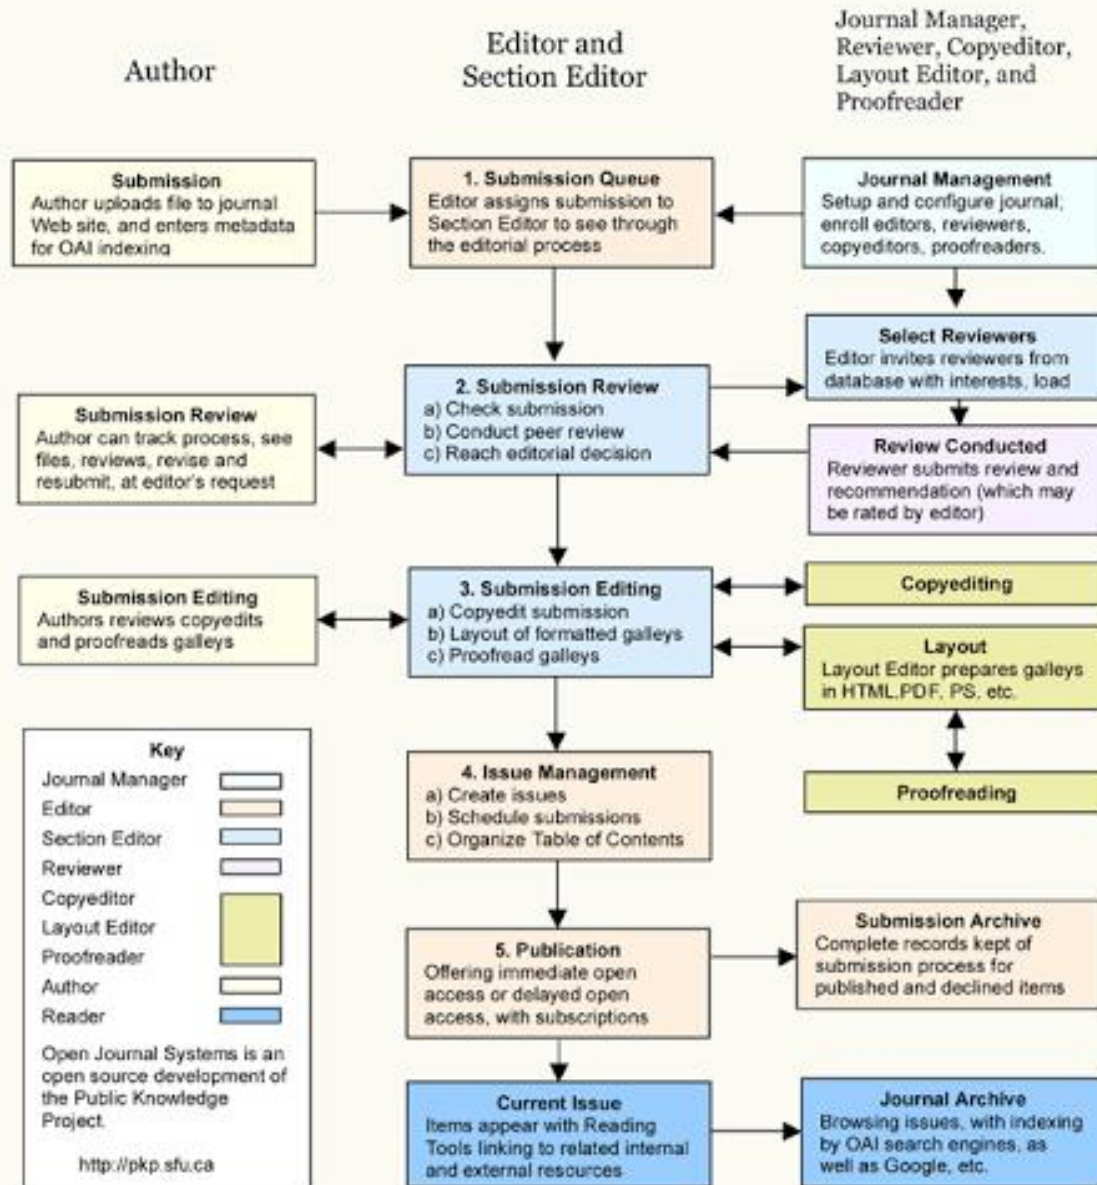 Author
Editor and
Section Editor
Journal Manager,
Reviewer, Copyeditor,
Layout Editor, and
Proofreader
Submission
Author uploads file to journal
Web site, and enters metadata
for OAI indexing
1. Submission Queue
Editor assigns submission to
Section Editor to see through
the editorial process
Journal Management
Setup and configure journal;
enroll editors, reviewers,
copyeditors, proofreaders.
Select Reviewers
Editor invites reviewers from
database with interests, load
Submission Review
Author can track process, see
files, reviews, revise and
resubmit, at editor's request
2. Submission Review
a) Check submission
b) Conduct peer review
c) Reach editorial decision
Review Conducted
Reviewer submits review and
recommendation (which may
be rated by editor)
Submission Editing
Authors reviews copyedits
and proofreads galleys
3. Submission Editing
a) Copyedit submission
b) Layout of formatted galleys
c) Proofread galleys
Copyediting
Layout
Layout Editor prepares galleys
in HTML,PDF, PS, etc.
Proofreading
Key
Journal Manager
Editor
Section Editor
Reviewer
Copyeditor
Layout Editor
Proofreader
Author
Reader
Open Journal Systems is an
open source development of
the Public Knowledge
Project.
http://pkp.sfu.ca
4. Issue Management
a) Create issues
b) Schedule submissions
c) Organize Table of Contents
5. Publication
Offering immediate open
access or delayed open
access, with subscriptions
Submission Archive
Complete records kept of
submission process for
published and declined items
Current Issue
Items appear with Reading
Tools linking to related internal
and external resources
Journal Archive
Browsing issues, with indexing
by OAI search engines, as
well as Google, etc.